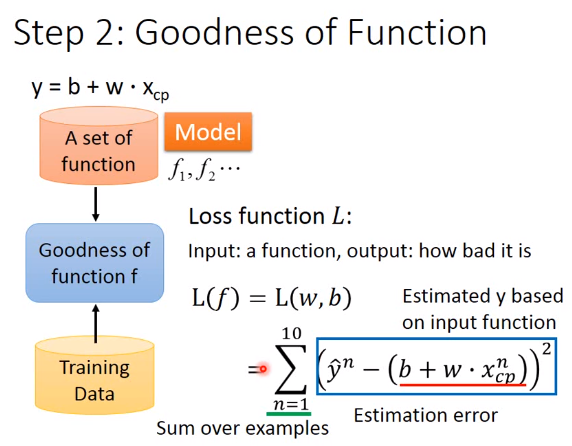 Step 2: Goodness of Function
y = b + w ∙ x_cp
A set of
function
Model
f₁, f₂ ⋯
Goodness of
function f
Training
Data
Loss function L:
Input: a function, output: how bad it is
L(f) = L(w, b)
Estimated y based
on input function
= ∑_{n=1}^{10} (ŷⁿ − (b + w ∙ xⁿ_cp))²
Sum over examples
Estimation error